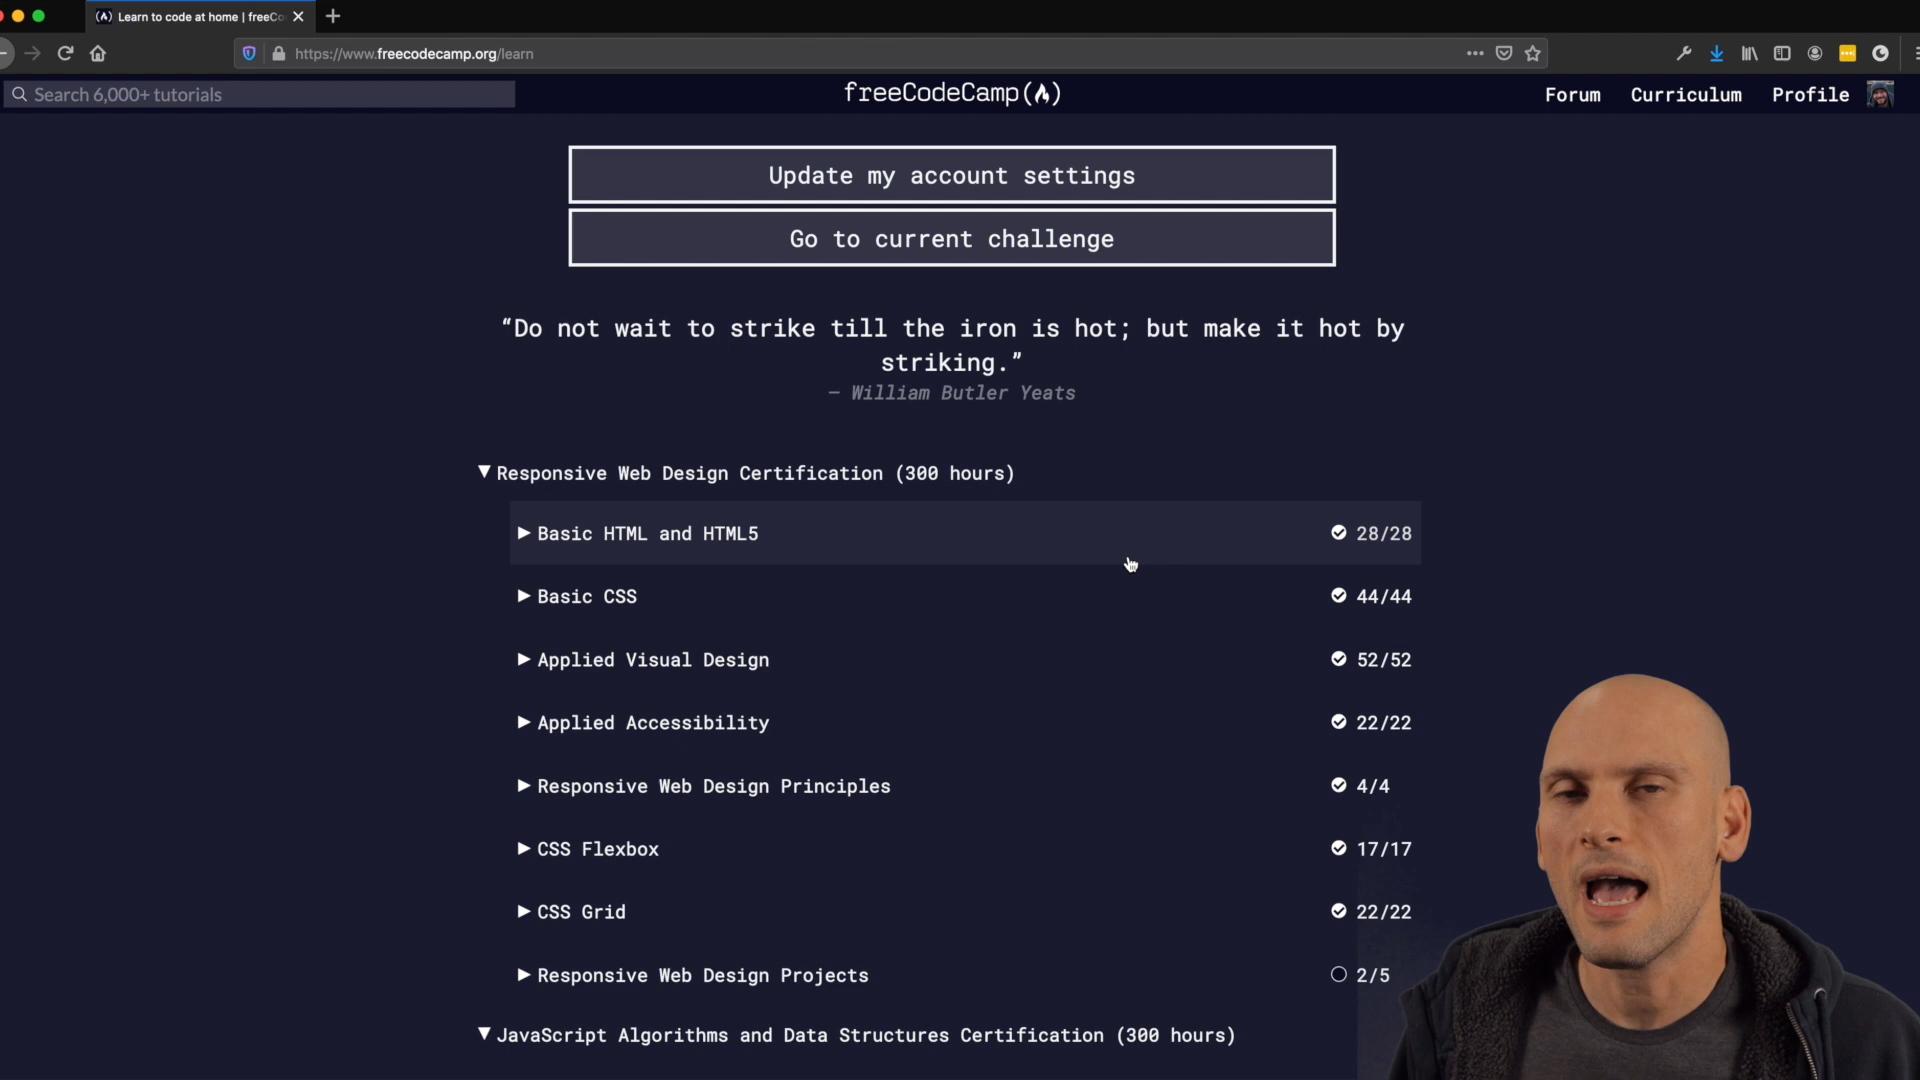 Learn to code at home | freeCo
https://www.freecodecamp.org/learn
Search 6,000+ tutorials
freeCodeCamp(🔥)
Forum
Curriculum
Profile
Update my account settings
Go to current challenge
“Do not wait to strike till the iron is hot; but make it hot by
striking.”
— William Butler Yeats
Responsive Web Design Certification (300 hours)
Basic HTML and HTML5 28/28
Basic CSS 44/44
Applied Visual Design 52/52
Applied Accessibility 22/22
Responsive Web Design Principles 4/4
CSS Flexbox 17/17
CSS Grid 22/22
Responsive Web Design Projects 2/5
JavaScript Algorithms and Data Structures Certification (300 hours)